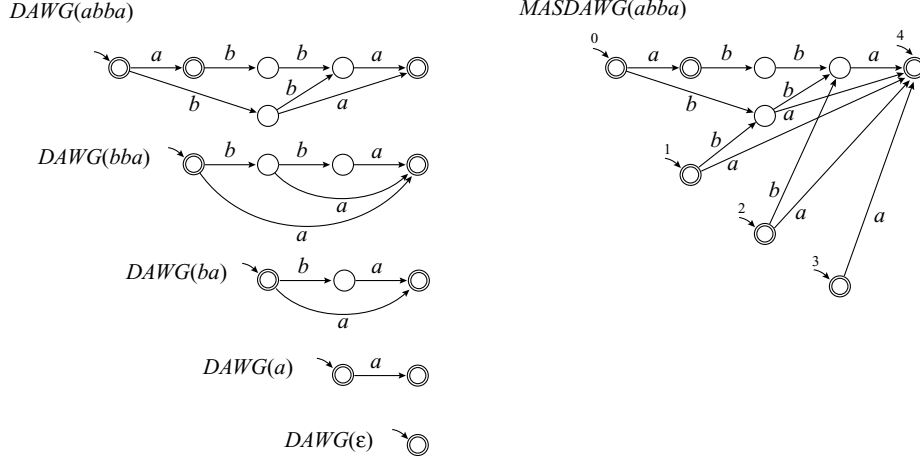 DAWG(abba)
a b b a
b b a
DAWG(bba)
b b a
a
a
DAWG(ba)
b a
a
DAWG(a)
a
DAWG(ε)
MASDAWG(abba)
0 4
a b b a
b b a
1 b a
2 b a
3 a